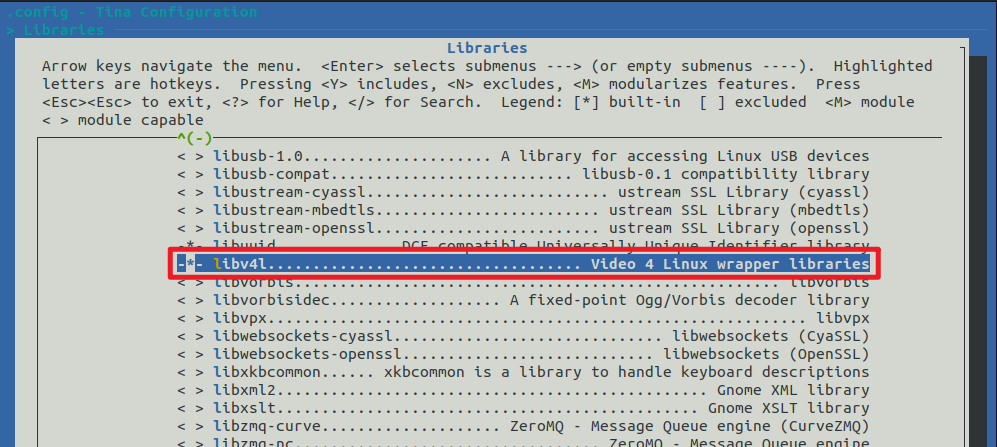 .config - Tina Configuration
> Libraries
Libraries
Arrow keys navigate the menu.  <Enter> selects submenus ---> (or empty submenus ----).  Highlighted
letters are hotkeys.  Pressing <Y> includes, <N> excludes, <M> modularizes features.  Press
<Esc><Esc> to exit, <?> for Help, </> for Search.  Legend: [*] built-in  [ ] excluded  <M> module
< > module capable
^(-)
< > libusb-1.0..................... A library for accessing Linux USB devices
< > libusb-compat........................... libusb-0.1 compatibility library
< > libustream-cyassl............................ ustream SSL Library (cyassl)
< > libustream-mbedtls......................... ustream SSL Library (mbedtls)
< > libustream-openssl......................... ustream SSL Library (openssl)
-*- libuuid.............. DCE compatible Universally Unique Identifier library
-*- libv4l................................... Video 4 Linux wrapper libraries
< > libvorbis...................................................... libvorbis
< > libvorbisidec................... A fixed-point Ogg/Vorbis decoder library
< > libvpx............................................................ libvpx
< > libwebsockets-cyassl............................ libwebsockets (CyaSSL)
< > libwebsockets-openssl............................ libwebsockets (OpenSSL)
< > libxkbcommon...... xkbcommon is a library to handle keyboard descriptions
< > libxml2................................................ Gnome XML library
< > libxslt............................................... Gnome XSLT library
< > libzmq-curve................... ZeroMQ - Message Queue engine (CurveZMQ)
< > libzmq-nc.................................. ZeroMQ - Message Queue engine